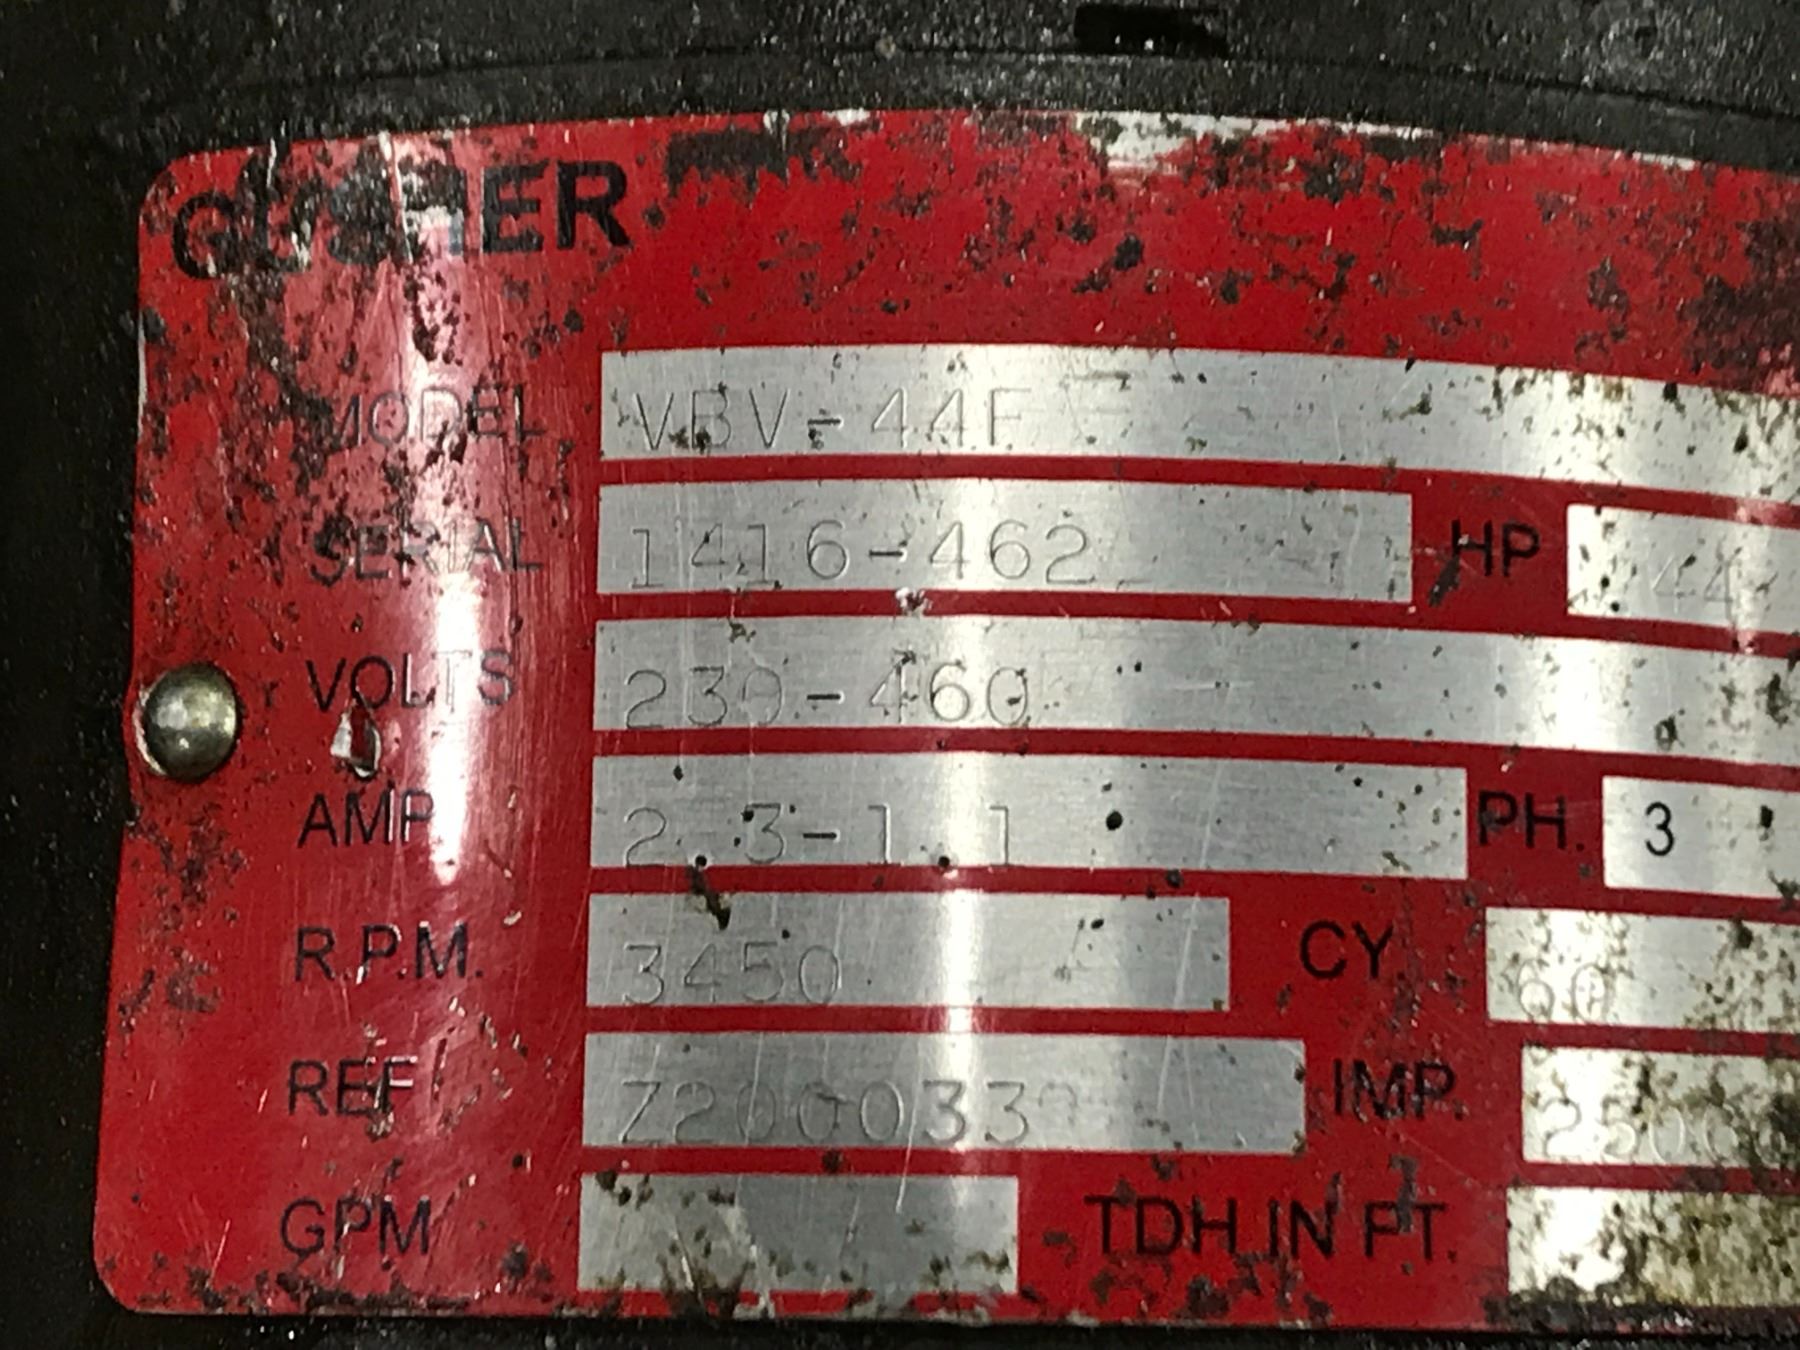 GUSHER
MODEL VBV-44F
SERIAL 1416-462 HP
VOLTS 230-460
AMP. 2.3-1.1 PH. 3
R.P.M. 3450 CY. 60
REF. IMP.
GPM TDH IN FT.